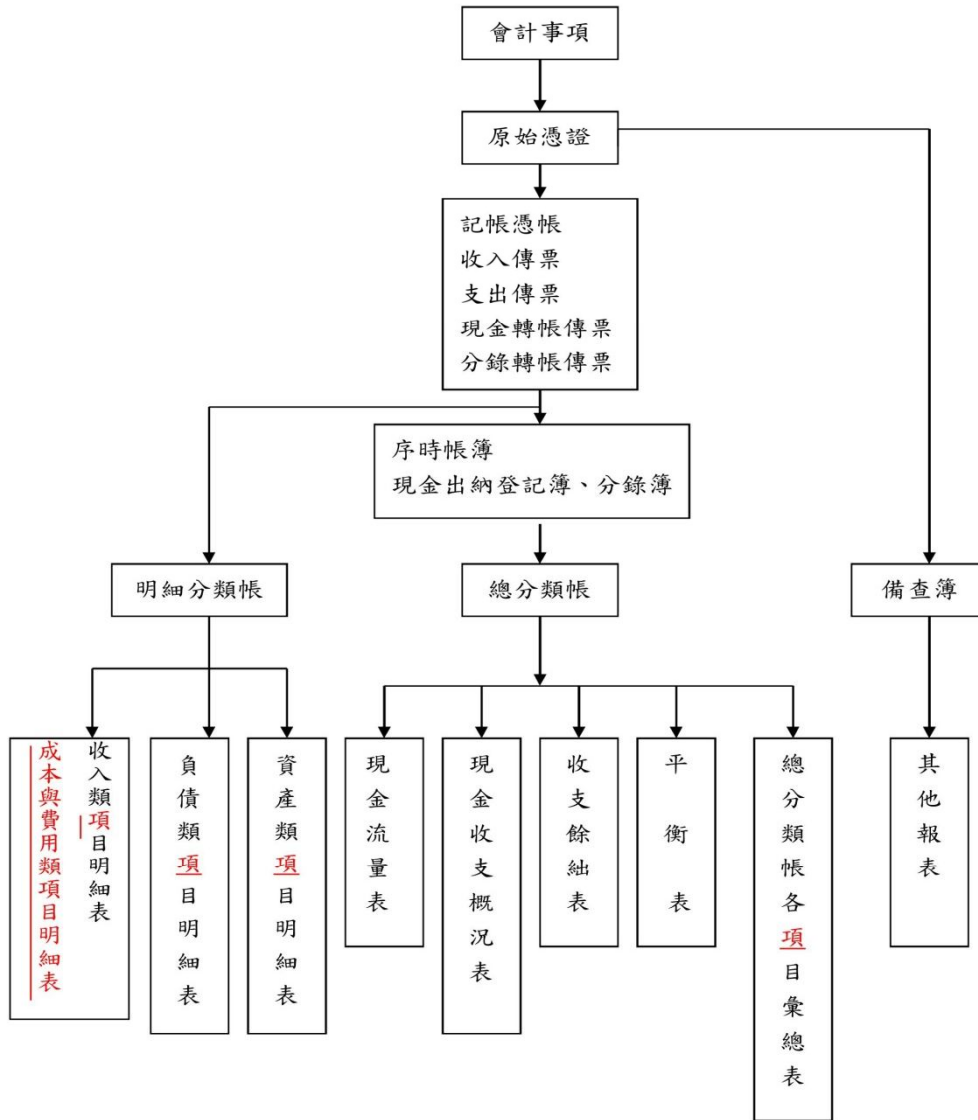 會計事項
原始憑證
記帳憑帳
收入傳票
支出傳票
現金轉帳傳票
分錄轉帳傳票
序時帳簿
現金出納登記簿、分錄簿
明細分類帳
總分類帳
備查簿
收入類項目明細表
成本與費用類項目明細表
負債類項目明細表
資產類項目明細表
現金流量表
現金收支概況表
收支餘絀表
平衡表
總分類帳各項目彙總表
其他報表